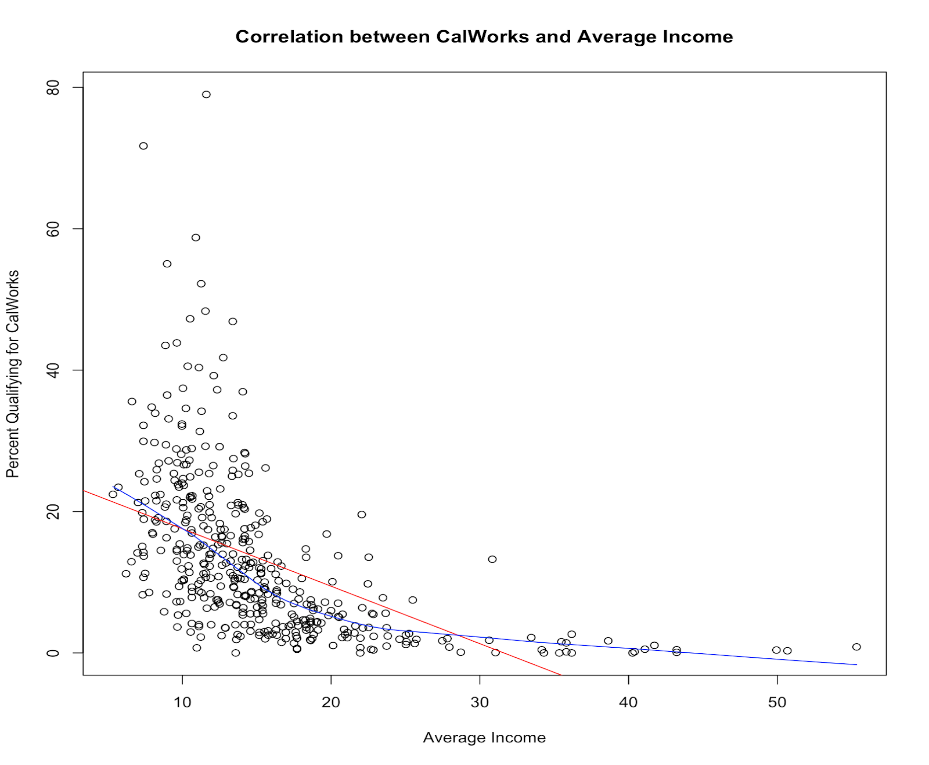 Correlation between CalWorks and Average Income
Percent Qualifying for CalWorks
80
60
40
20
0
10 20 30 40 50
Average Income